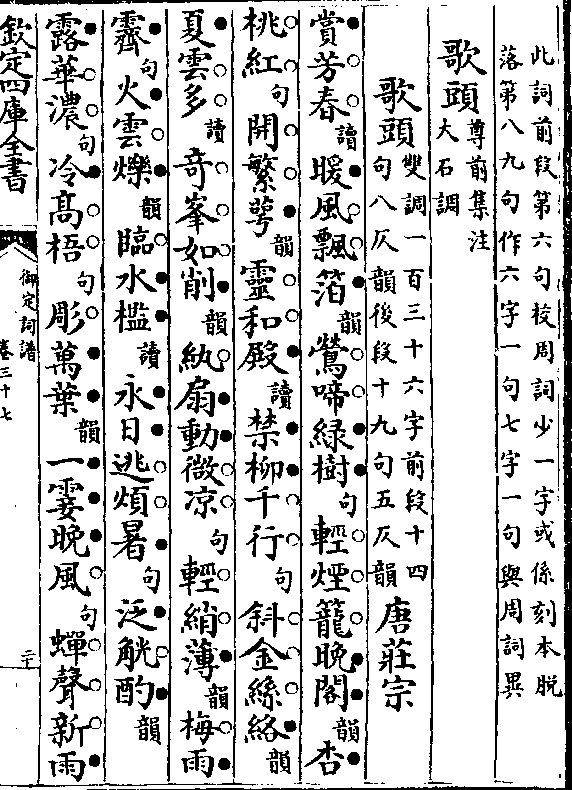 此詞前段第六句校周詞少一字或係刻本脫
落第八九句作六字一句七字一句與周詞異
歌頭 尊前集注
大石調
歌頭 雙調一百三十六字前段十四
句八仄韻後段十九句五仄韻 唐莊宗
賞芳春讀暖風飄箔韻鶯啼綠樹句輕煙籠晚閣韻杏
桃紅句開繁萼韻靈和殿讀禁柳千行句斜金絲絡韻
夏雲多讀奇峯如削韻紈扇動微凉句輕綃薄韻梅雨
霽句火雲爍韻臨水檻讀永日逃煩暑句泛觥酌韻
露華濃句冷高梧句彫萬葉韻一霎晚風句蟬聲新雨
欽定四庫全書
御定詞譜
卷三十七
二十